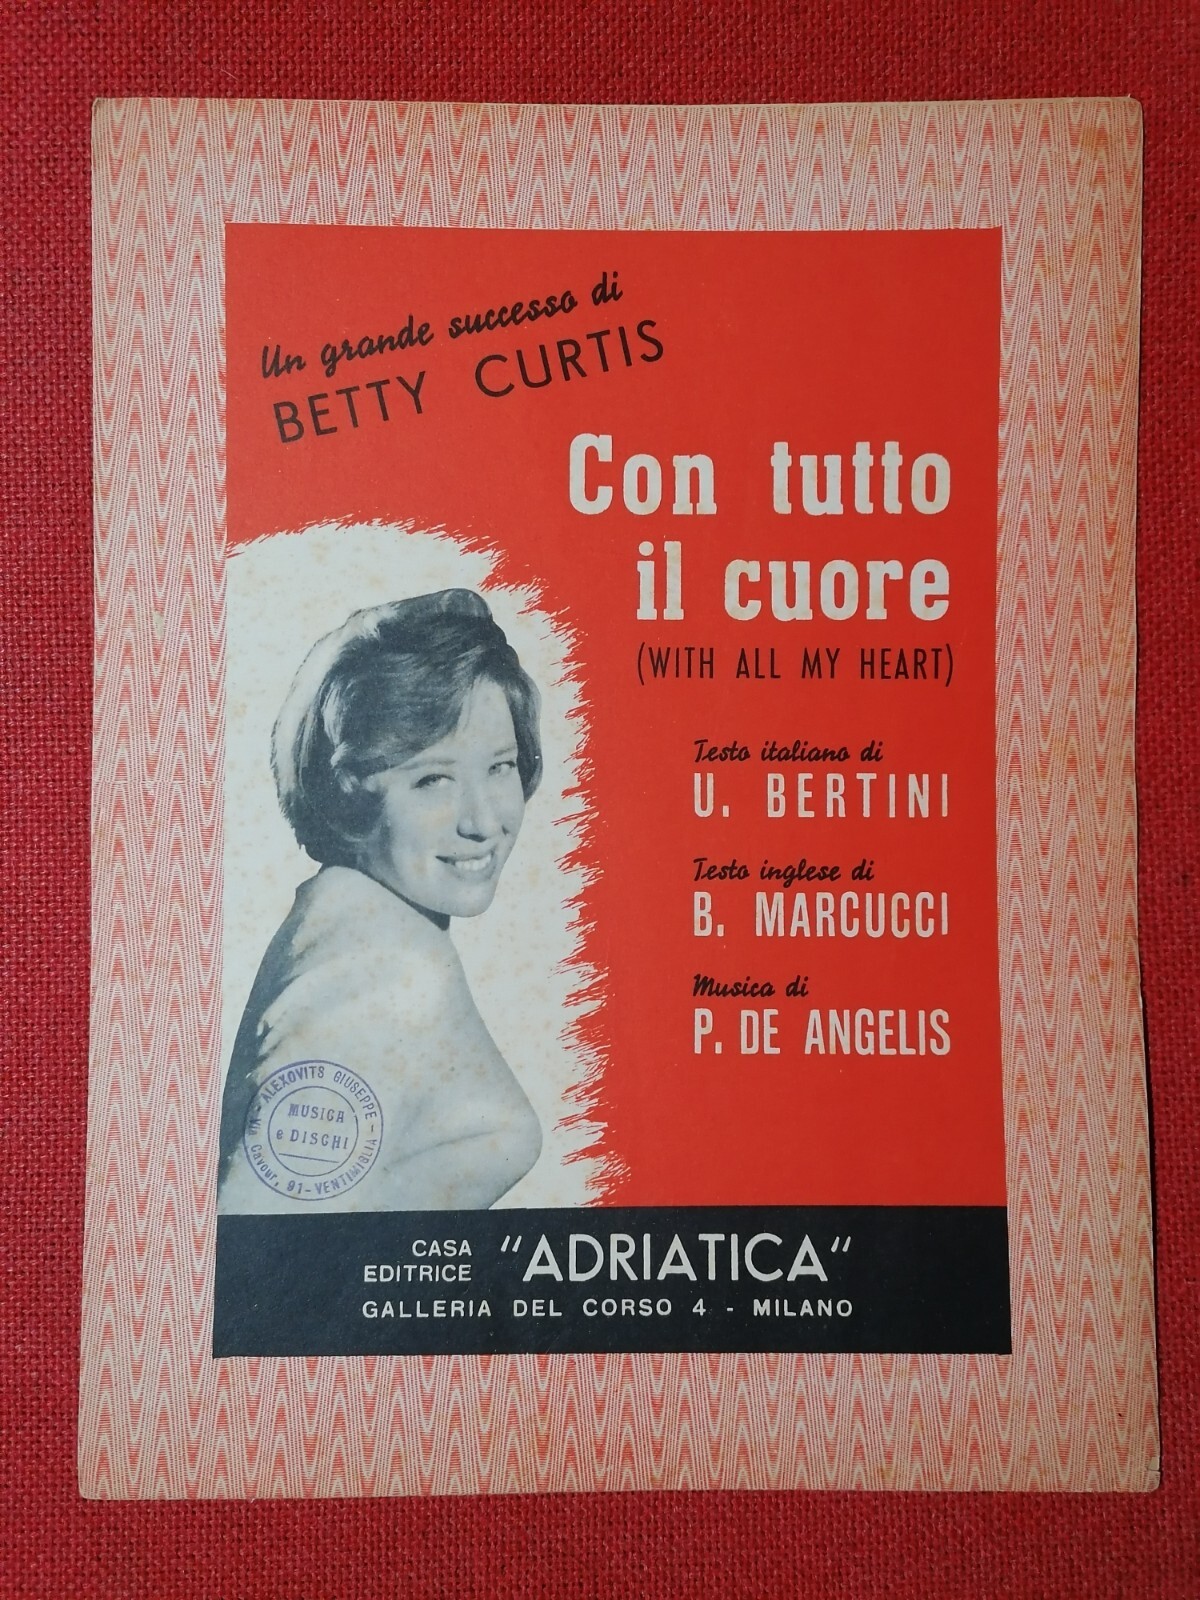 Un grande successo di
BETTY CURTIS
Con tutto
il cuore
(WITH ALL MY HEART)
Testo italiano di
U. BERTINI
Testo inglese di
B. MARCUCCI
Musica di
P. DE ANGELIS
ALEXOVITS GIUSEPPE -
MUSICA
e DISCHI
Via Cavour, 91 - VENTIMIGLIA
CASA
EDITRICE "ADRIATICA"
GALLERIA DEL CORSO 4 - MILANO